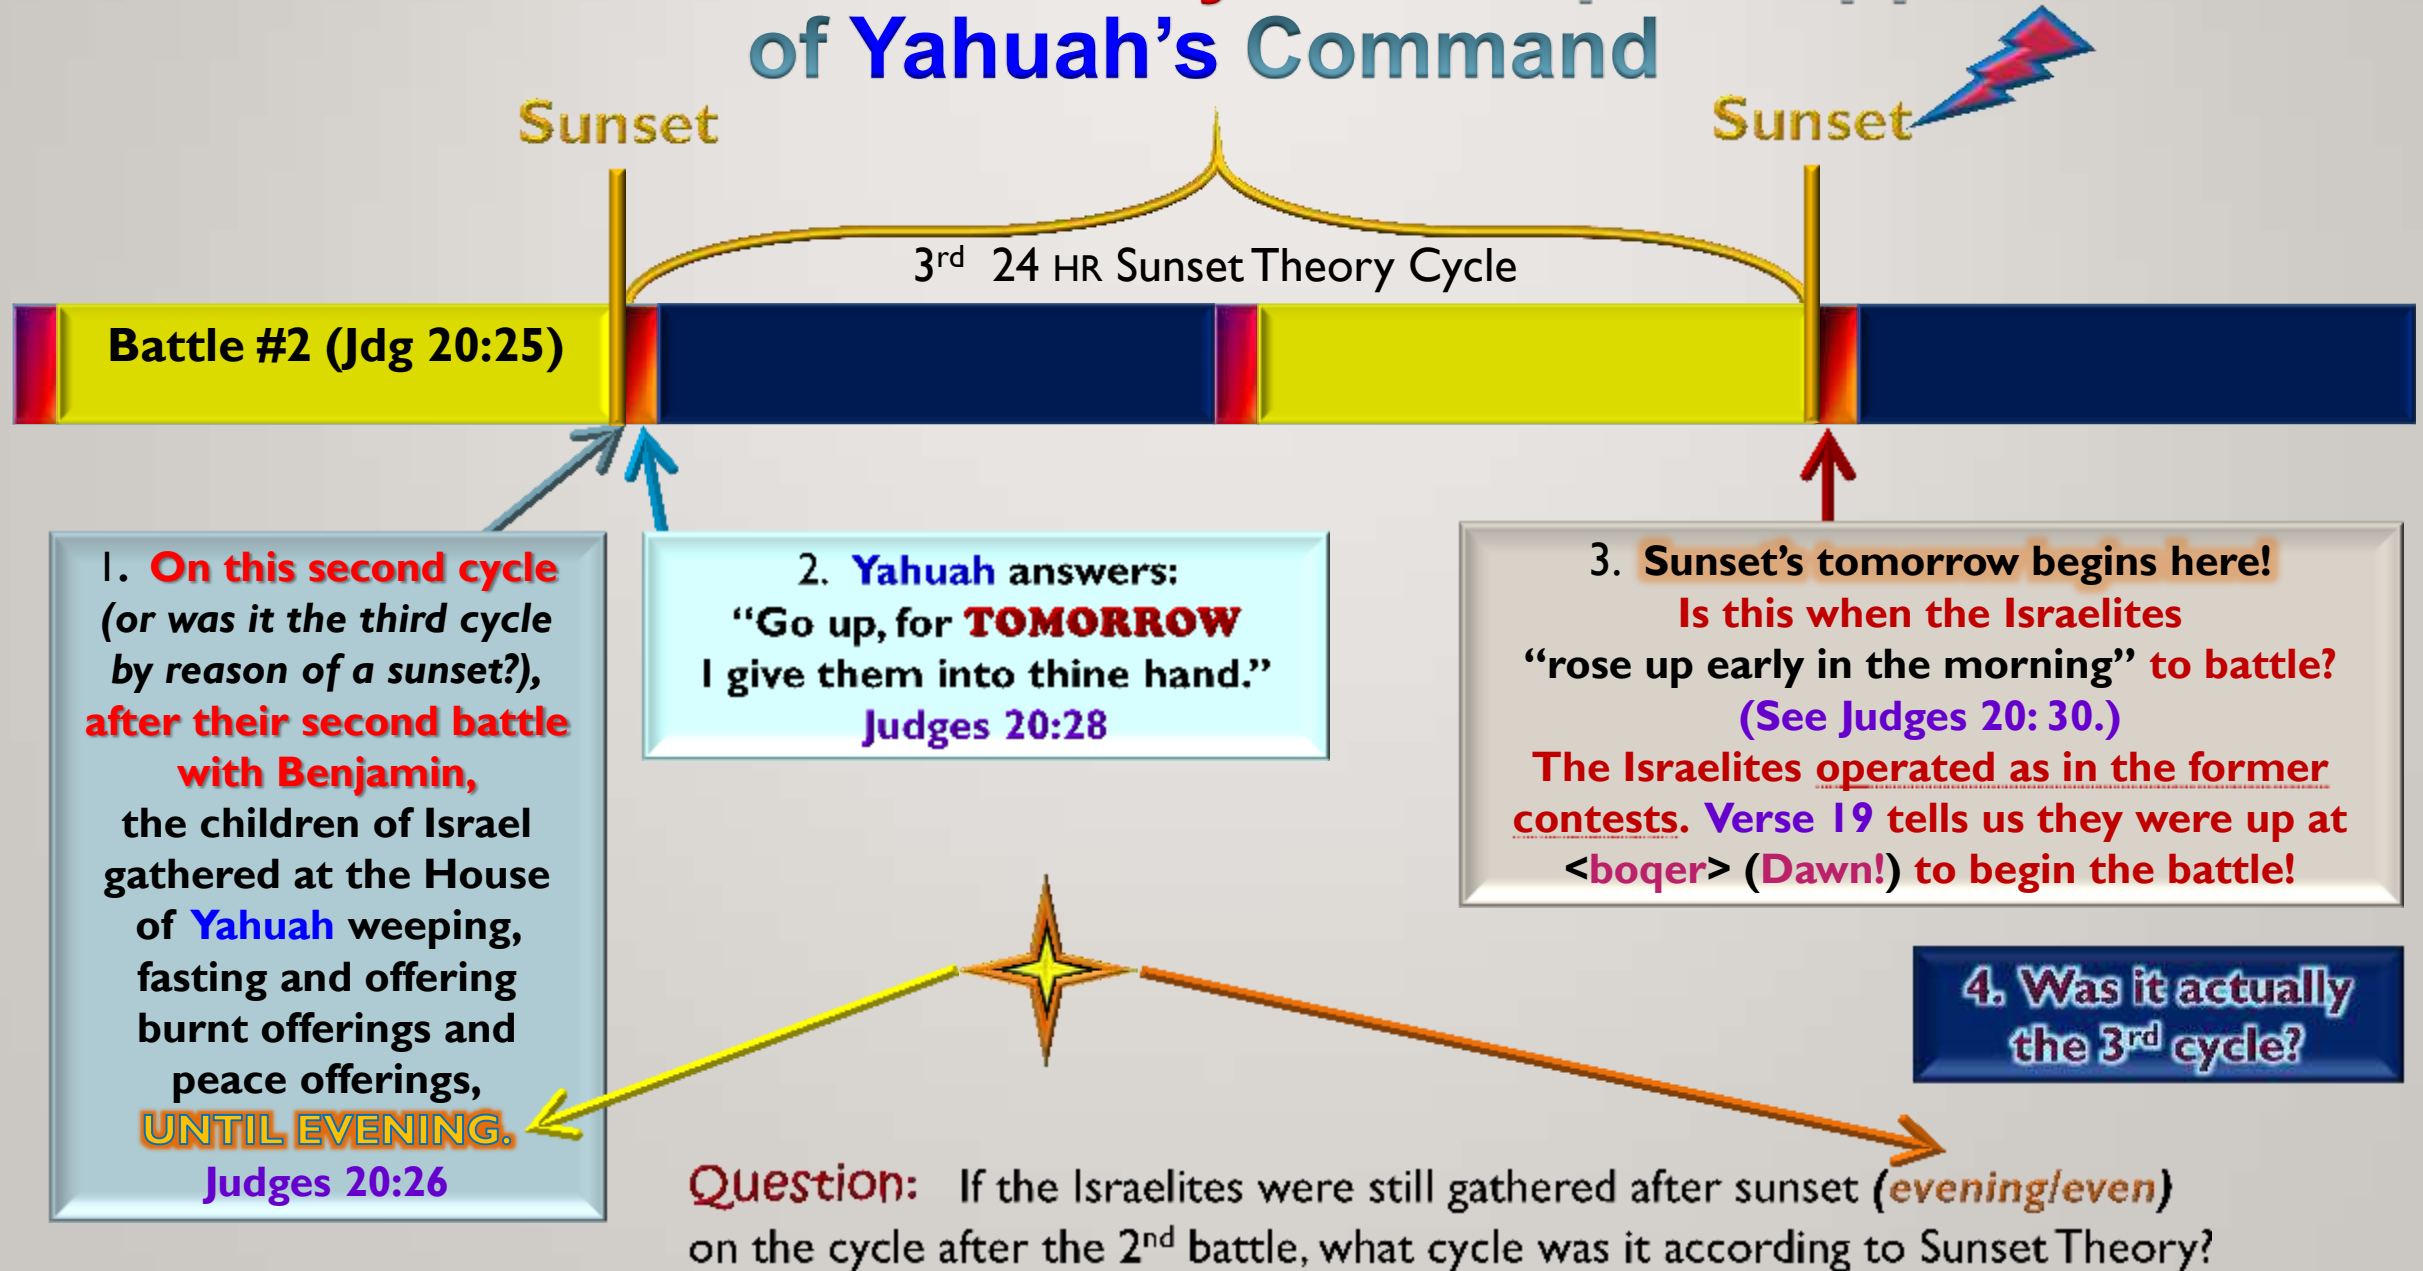 of Yahuah’s Command
Sunset
Sunset
3rd 24 HR Sunset Theory Cycle
Battle #2 (Jdg 20:25)
1. On this second cycle
(or was it the third cycle
by reason of a sunset?),
after their second battle
with Benjamin,
the children of Israel
gathered at the House
of Yahuah weeping,
fasting and offering
burnt offerings and
peace offerings,
UNTIL EVENING.
Judges 20:26
2. Yahuah answers:
“Go up, for TOMORROW
I give them into thine hand.”
Judges 20:28
3. Sunset’s tomorrow begins here!
Is this when the Israelites
“rose up early in the morning” to battle?
(See Judges 20: 30.)
The Israelites operated as in the former
contests. Verse 19 tells us they were up at
<boqer> (Dawn!) to begin the battle!
4. Was it actually
the 3rd cycle?
Question: If the Israelites were still gathered after sunset (evening/even)
on the cycle after the 2nd battle, what cycle was it according to Sunset Theory?